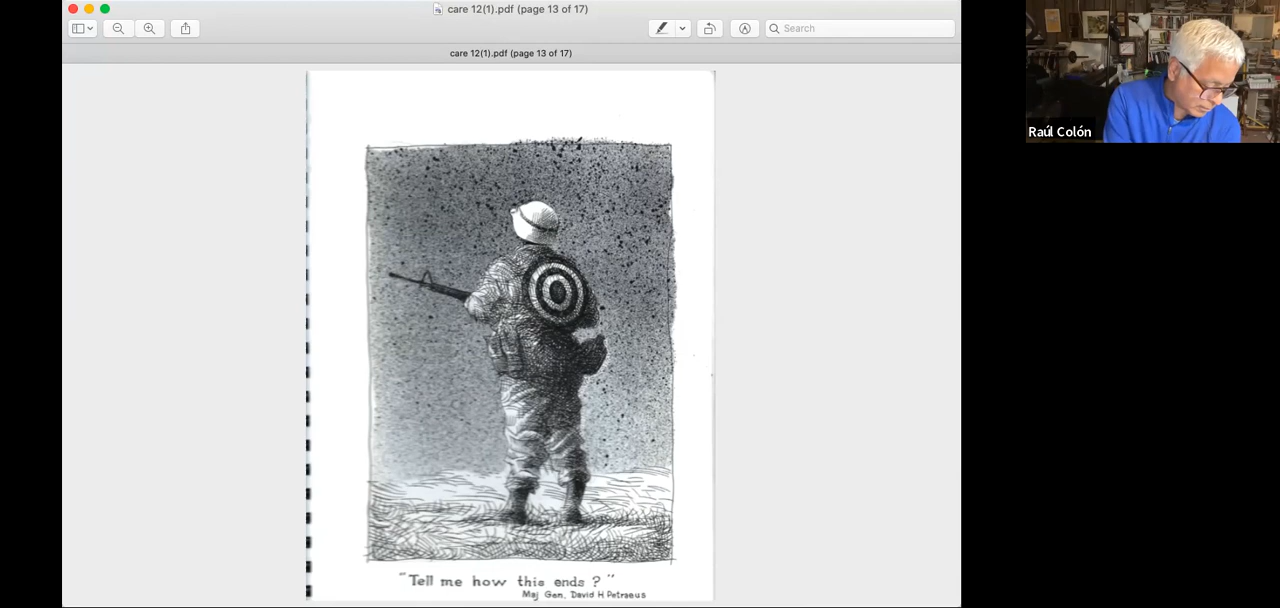 care 12(1).pdf (page 13 of 17)
Search
care 12(1).pdf (page 13 of 17)
Raúl Colón
"Tell me how this ends?"
Maj Gen. David H Petraeus